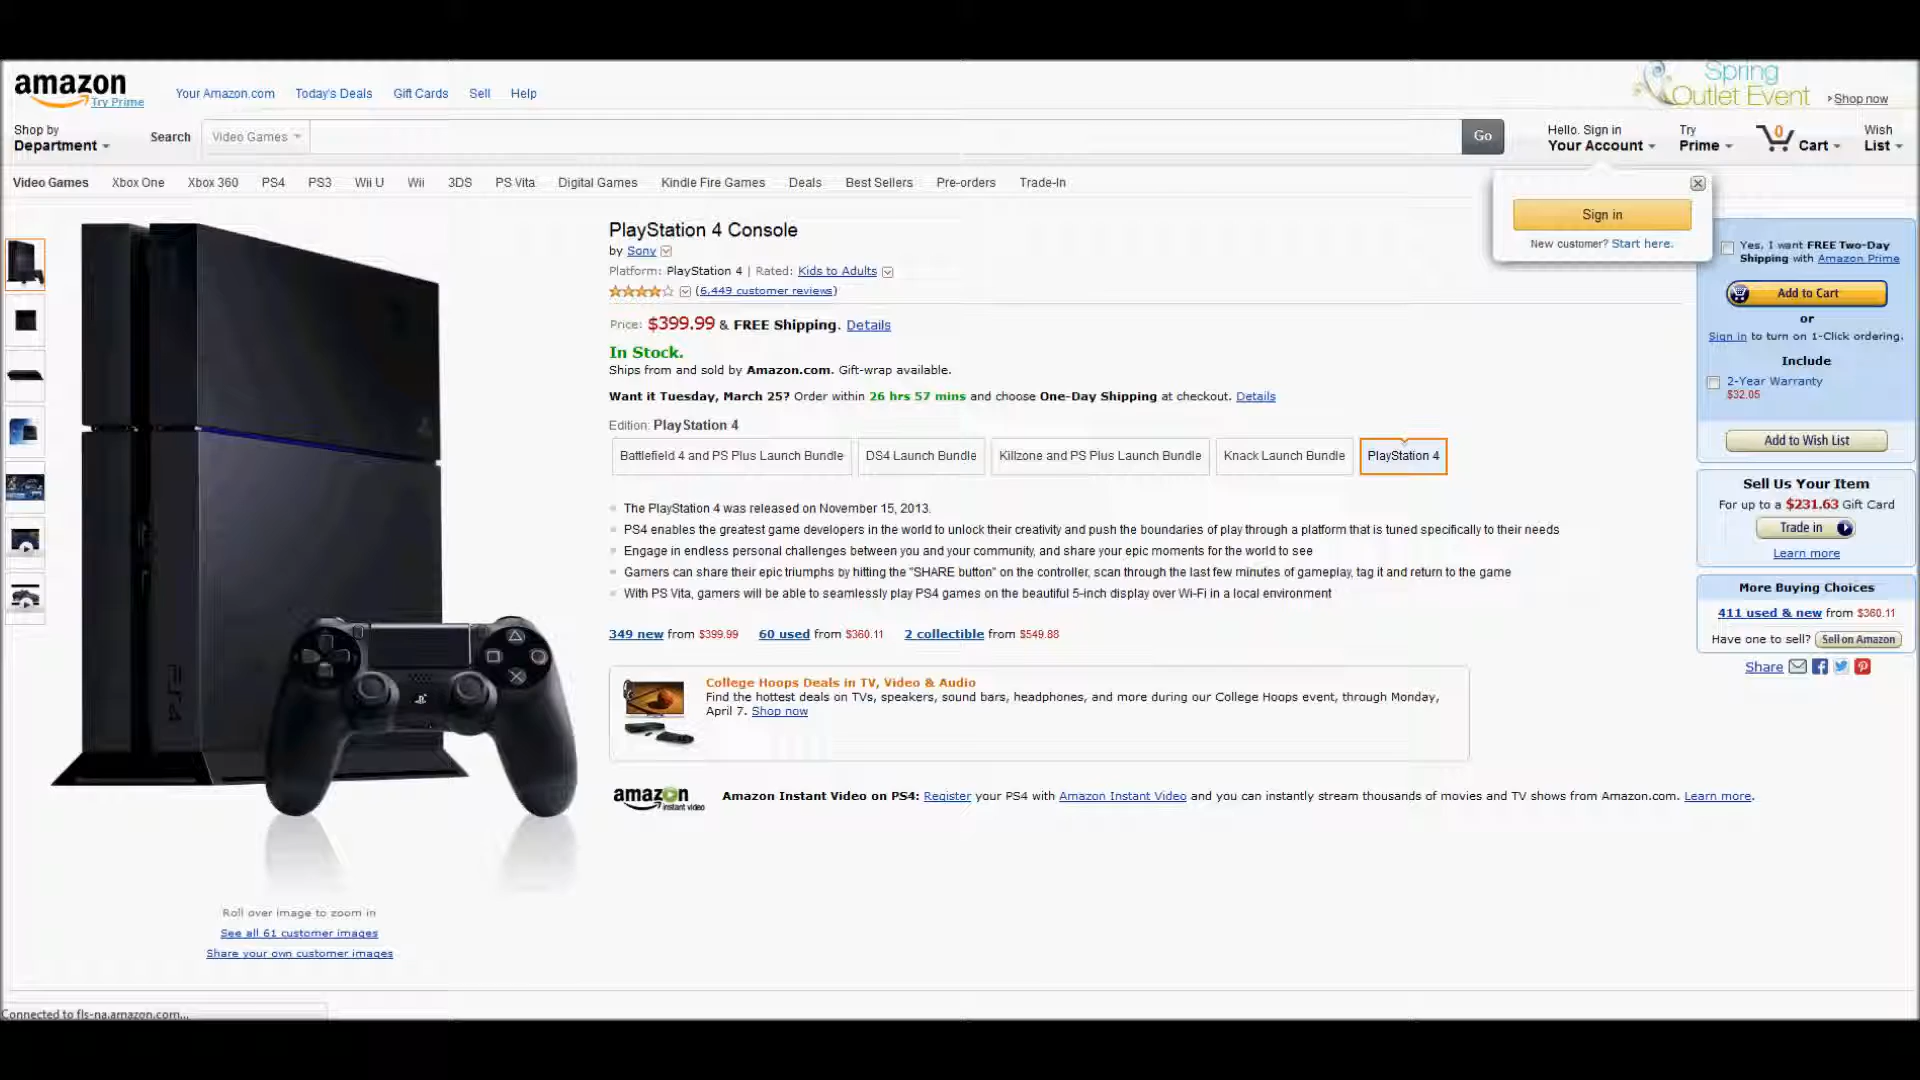 amazon
Try Prime
Your Amazon.com Today's Deals Gift Cards Sell Help
Spring
Outlet Event
Shop now
Shop by
Department
Search Video Games Go
Hello. Sign in
Your Account
Try
Prime
0
Cart
Wish
List
Video Games Xbox One Xbox 360 PS4 PS3 Wii U Wii 3DS PS Vita Digital Games Kindle Fire Games Deals Best Sellers Pre-orders Trade-In
Sign in
New customer? Start here.
PS4
Roll over image to zoom in
See all 61 customer images
Share your own customer images
PlayStation 4 Console
by Sony
Platform: PlayStation 4 | Rated: Kids to Adults
(6,449 customer reviews)
Price: $399.99 & FREE Shipping. Details
In Stock.
Ships from and sold by Amazon.com. Gift-wrap available.
Want it Tuesday, March 25? Order within 26 hrs 57 mins and choose One-Day Shipping at checkout. Details
Edition: PlayStation 4
Battlefield 4 and PS Plus Launch Bundle DS4 Launch Bundle Killzone and PS Plus Launch Bundle Knack Launch Bundle PlayStation 4
The PlayStation 4 was released on November 15, 2013.
PS4 enables the greatest game developers in the world to unlock their creativity and push the boundaries of play through a platform that is tuned specifically to their needs
Engage in endless personal challenges between you and your community, and share your epic moments for the world to see
Gamers can share their epic triumphs by hitting the "SHARE button" on the controller, scan through the last few minutes of gameplay, tag it and return to the game
With PS Vita, gamers will be able to seamlessly play PS4 games on the beautiful 5-inch display over Wi-Fi in a local environment
349 new from $399.99 60 used from $360.11 2 collectible from $549.88
College Hoops Deals in TV, Video & Audio
Find the hottest deals on TVs, speakers, sound bars, headphones, and more during our College Hoops event, through Monday,
April 7. Shop now
amazon
instant video
Amazon Instant Video on PS4: Register your PS4 with Amazon Instant Video and you can instantly stream thousands of movies and TV shows from Amazon.com. Learn more.
Yes, I want FREE Two-Day
Shipping with Amazon Prime
Add to Cart
or
Sign in to turn on 1-Click ordering.
Include
2-Year Warranty
$32.05
Add to Wish List
Sell Us Your Item
For up to a $231.63 Gift Card
Trade in
Learn more
More Buying Choices
411 used & new from $360.11
Have one to sell? Sell on Amazon
Share
Connected to fls-na.amazon.com...